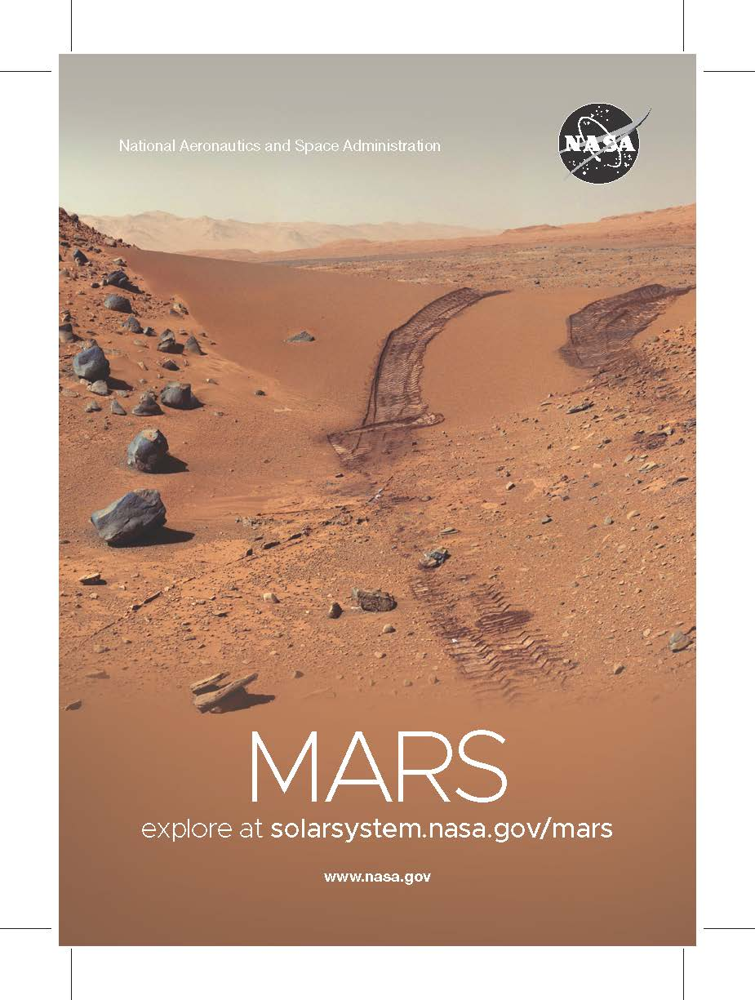 National Aeronautics and Space Administration
NASA
MARS
explore at solarsystem.nasa.gov/mars
www.nasa.gov